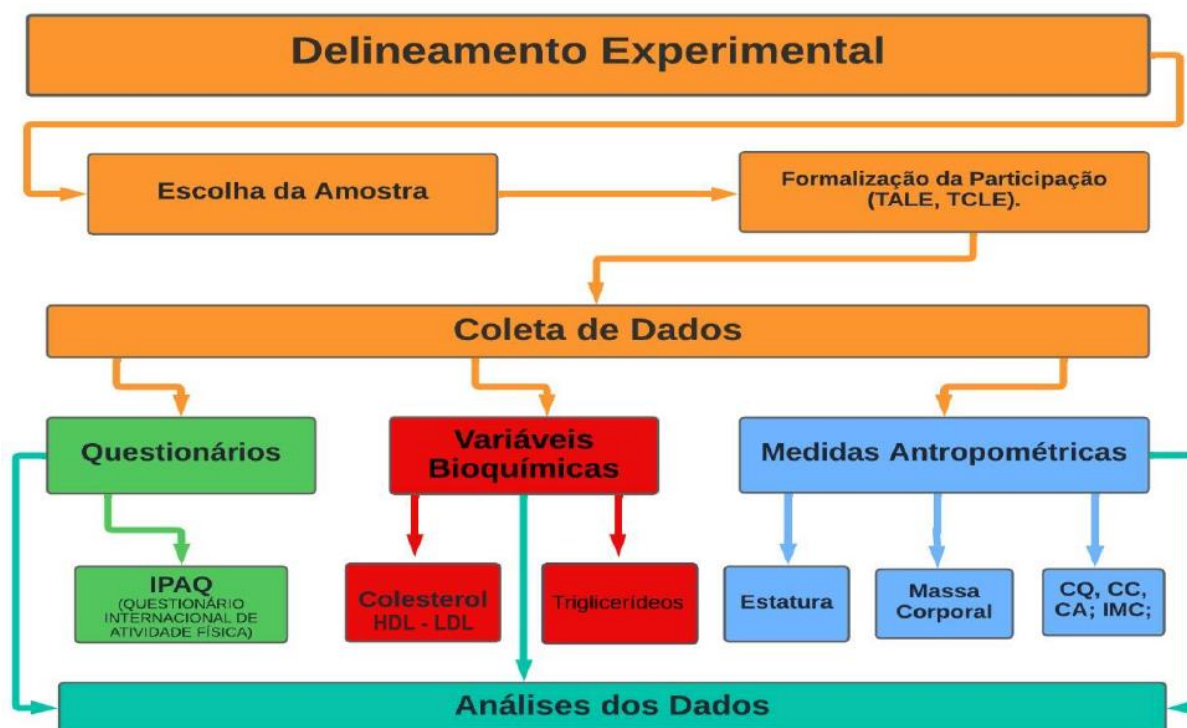 Delineamento Experimental
Escolha da Amostra
Formalização da Participação
(TALE, TCLE).
Coleta de Dados
Questionários
Variáveis
Bioquímicas
Medidas Antropométricas
IPAQ
(QUESTIONÁRIO
INTERNACIONAL DE
ATIVIDADE FÍSICA)
Colesterol
HDL - LDL
Triglicerídeos
Estatura
Massa
Corporal
CQ, CC,
CA; IMC;
Análises dos Dados